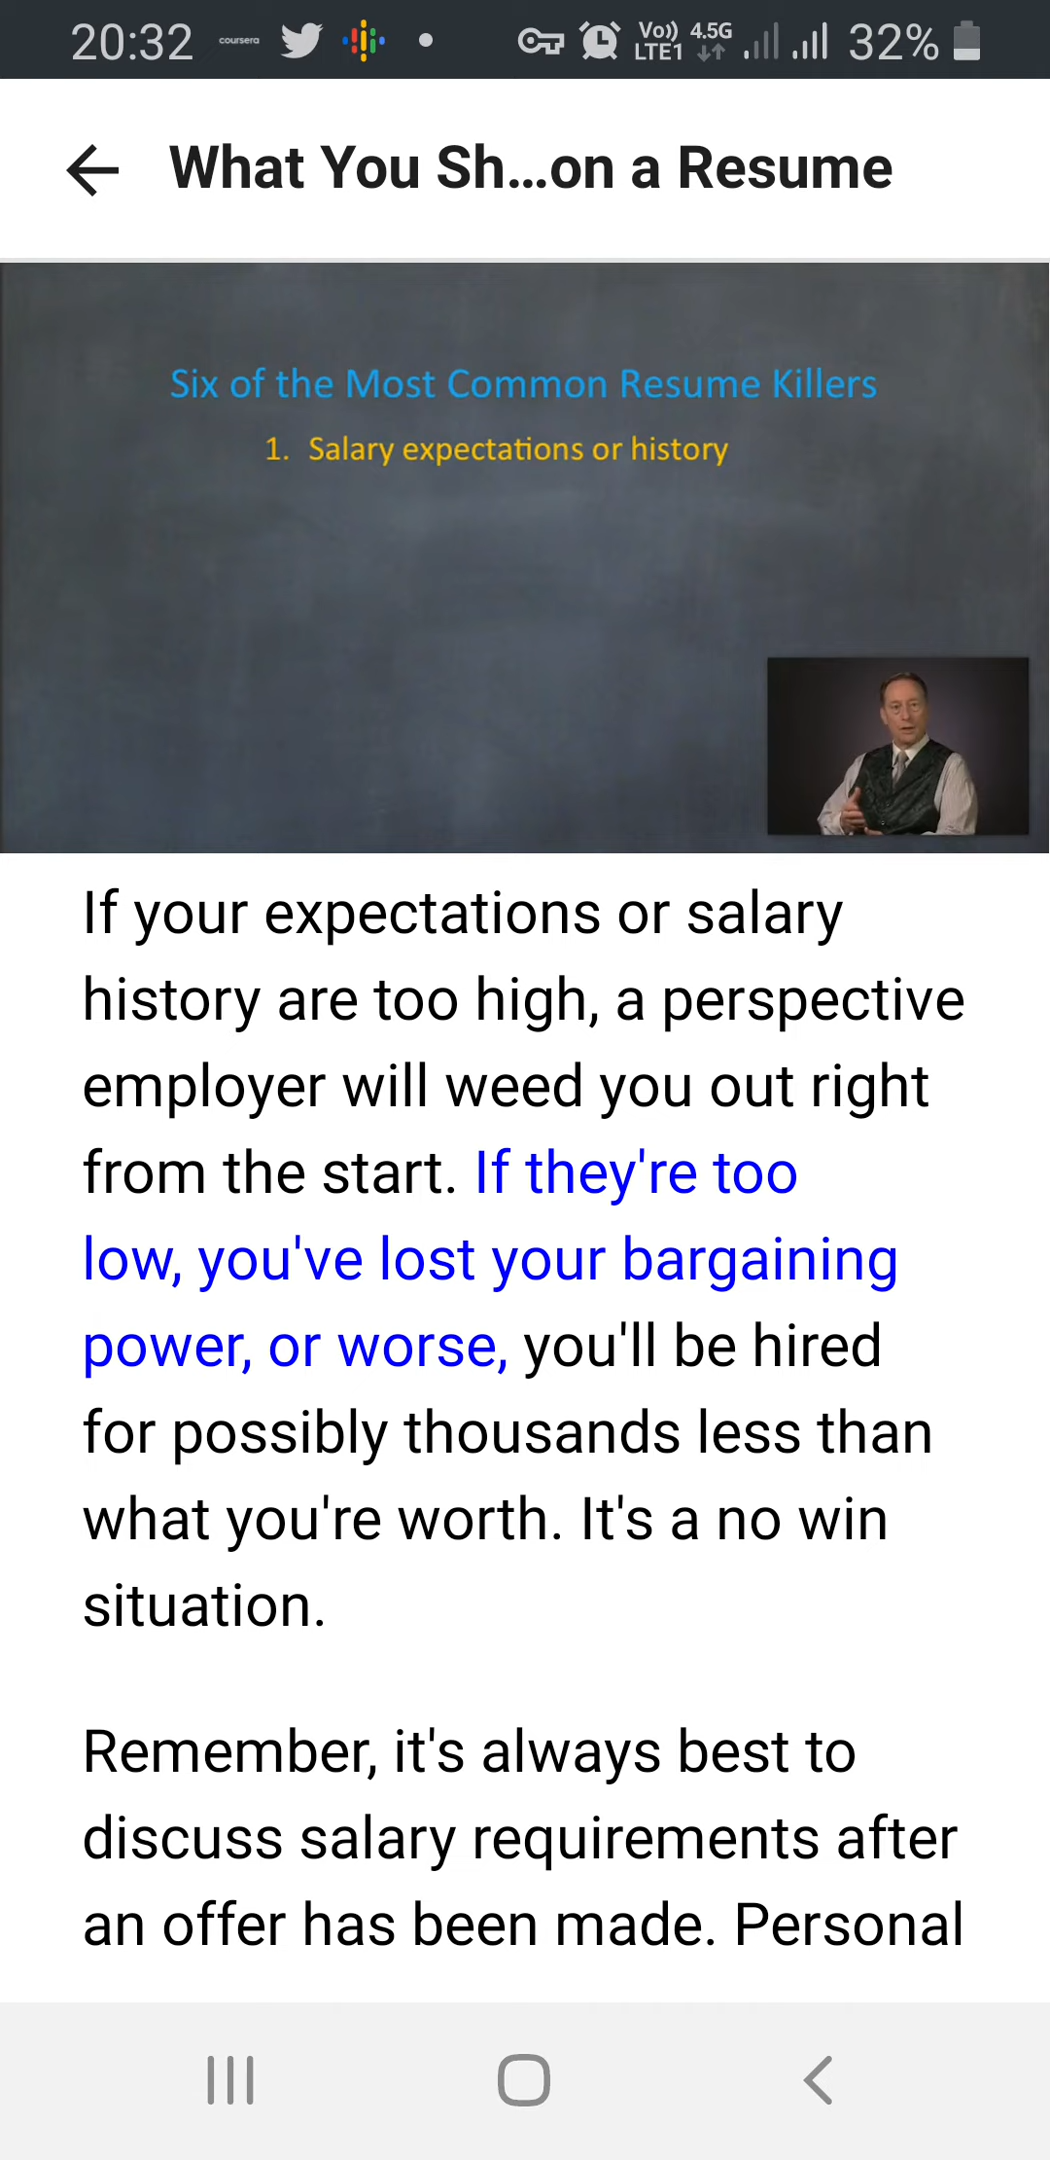 20:32 coursera Vo)) LTE1 4.5G 32%
What You Sh...on a Resume
Six of the Most Common Resume Killers
1. Salary expectations or history
If your expectations or salary
history are too high, a perspective
employer will weed you out right
from the start. If they're too
low, you've lost your bargaining
power, or worse, you'll be hired
for possibly thousands less than
what you're worth. It's a no win
situation.
Remember, it's always best to
discuss salary requirements after
an offer has been made. Personal